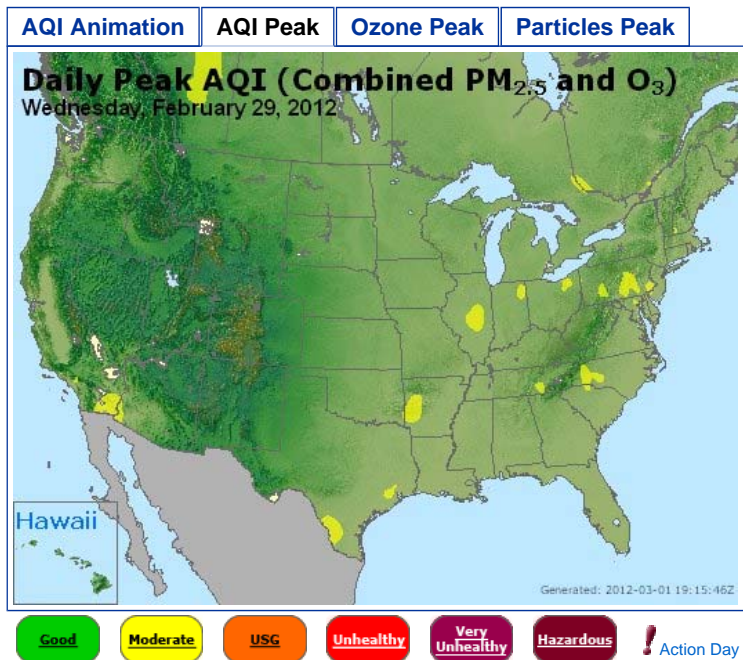 AQI Animation AQI Peak Ozone Peak Particles Peak
Daily Peak AQI (Combined PM2.5 and O3)
Wednesday, February 29, 2012
Hawaii
Generated: 2012-03-01 19:15:46Z
Good Moderate USG Unhealthy Very Unhealthy Hazardous ! Action Day